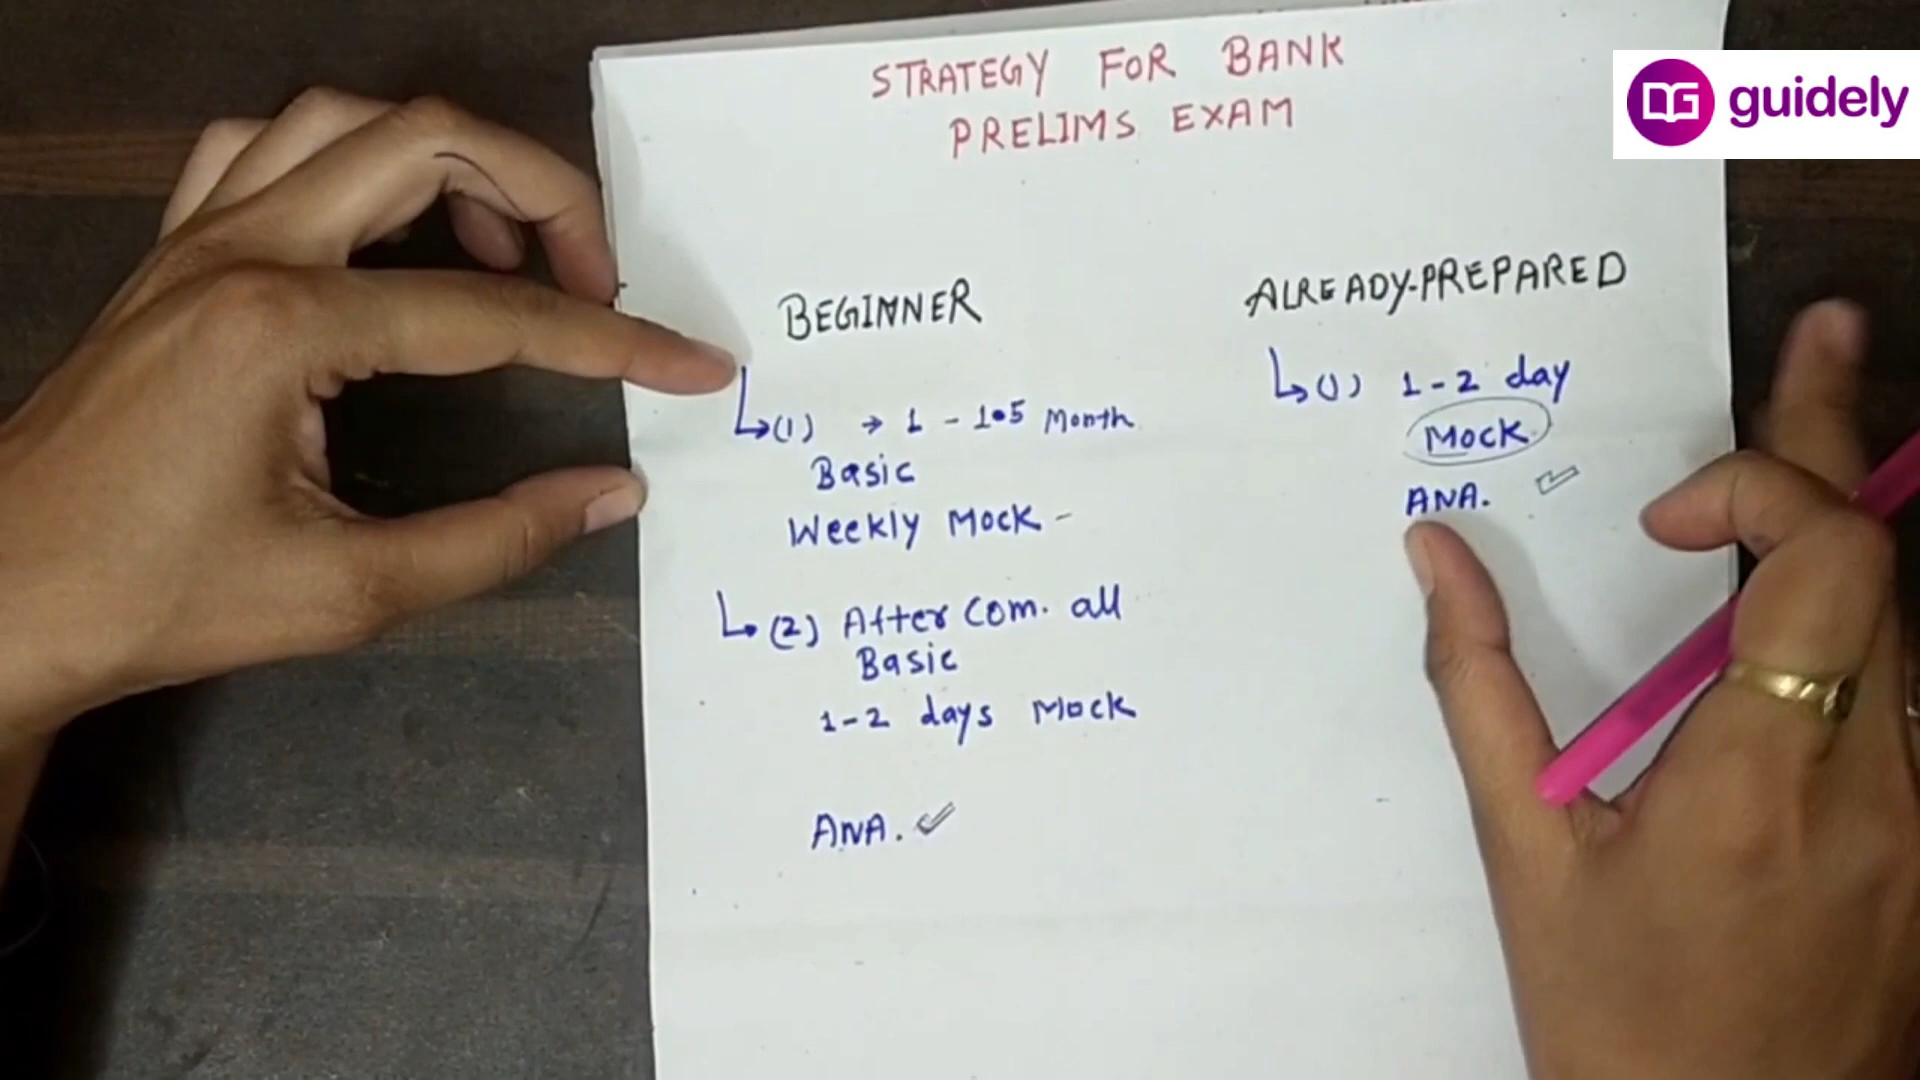 STRATEGY FOR BANK
PRELIMS EXAM
guidely
BEGINNER
(1) → 1 - 1.5 Month
Basic
Weekly Mock -
(2) After Com. all
Basic
1-2 days Mock
ANA.
ALREADY-PREPARED
(1) 1-2 day
Mock
ANA.